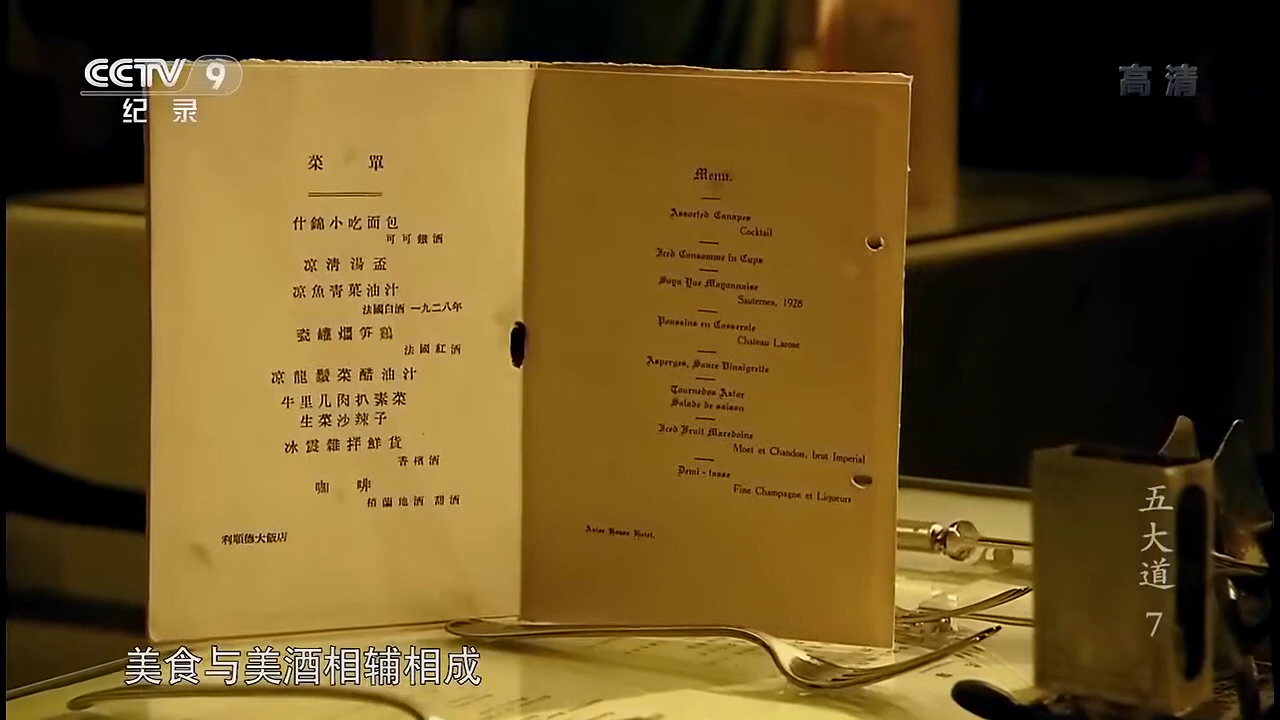 CCTV 9
纪录
高清
菜 單
什錦小吃面包
可可餓酒
凉清湯盃
凉魚青菜油汁
法國白酒 一九二八年
瓷罐燜笋鷄
法國紅酒
凉龍鬚菜醋油汁
牛里几肉扒素菜
生菜沙辣子
冰震雜拌鮮貨
香檳酒
咖 啡
蘭地酒 甜酒
利順德大飯店
Menu.
Assorted Canapes
Cocktail
Iced Consomme in Cups
Soya Yue Mayonnaise
Sauternes, 1928
Poussins en Casserole
Chateau Larose
Asperges, Sauce Vinaigrette
Tournedos Astor
Salade de saison
Iced Fruit Macedoine
Moet et Chandon, brut Imperial
Demi-tasse
Fine Champagne et Liqueurs
Astor House Hotel.
五大道 7
美食与美酒相辅相成